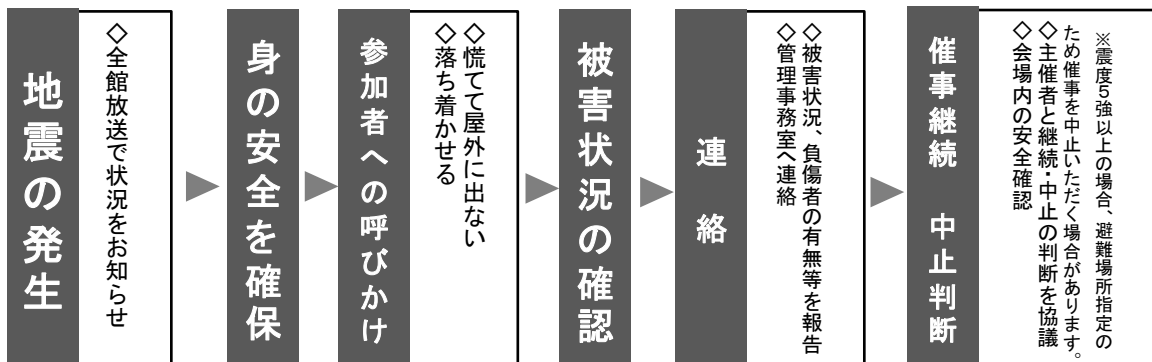 地震の発生
◇全館放送で状況をお知らせ
身の安全を確保
参加者への呼びかけ
◇慌てて屋外に出ない
◇落ち着かせる
被害状況の確認
連　絡
◇被害状況、負傷者の有無等を報告
◇管理事務室へ連絡
催事継続　中止判断
※震度5強以上の場合、避難場所指定の
ため催事を中止いただく場合があります。
◇主催者と継続・中止の判断を協議
◇会場内の安全確認